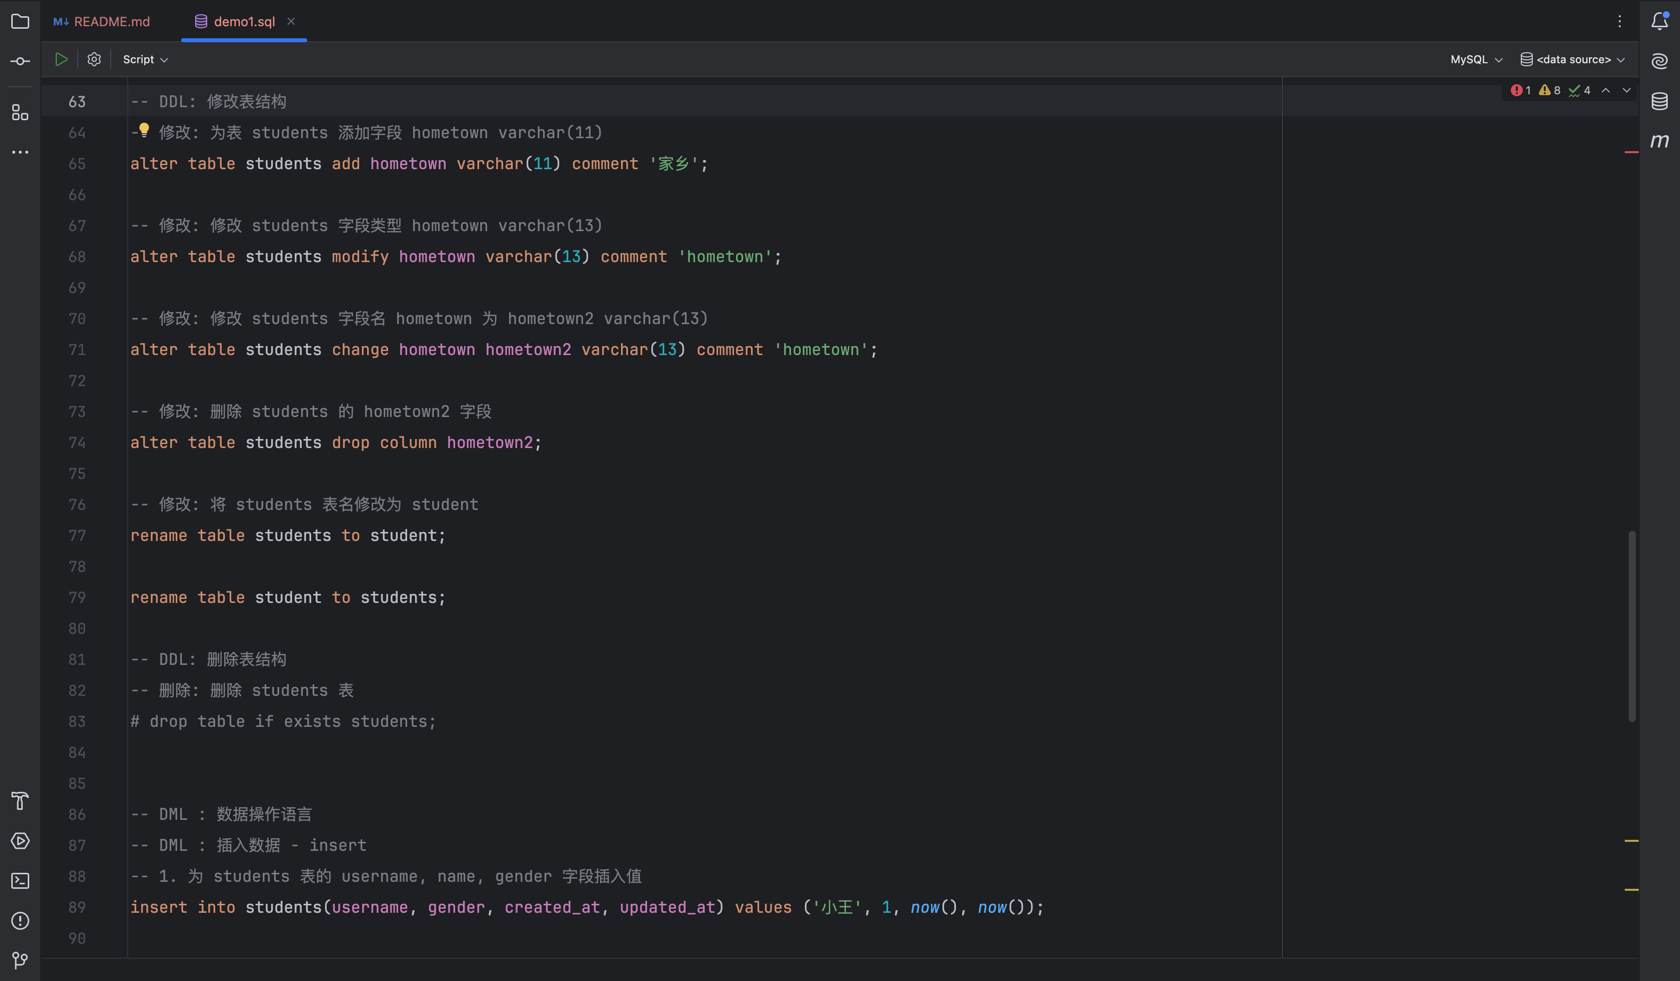 M↓ README.md
demo1.sql
Script
MySQL
<data source>
1 8 4
63 -- DDL: 修改表结构
64 - 修改: 为表 students 添加字段 hometown varchar(11)
65 alter table students add hometown varchar(11) comment '家乡';
66
67 -- 修改: 修改 students 字段类型 hometown varchar(13)
68 alter table students modify hometown varchar(13) comment 'hometown';
69
70 -- 修改: 修改 students 字段名 hometown 为 hometown2 varchar(13)
71 alter table students change hometown hometown2 varchar(13) comment 'hometown';
72
73 -- 修改: 删除 students 的 hometown2 字段
74 alter table students drop column hometown2;
75
76 -- 修改: 将 students 表名修改为 student
77 rename table students to student;
78
79 rename table student to students;
80
81 -- DDL: 删除表结构
82 -- 删除: 删除 students 表
83 # drop table if exists students;
84
85
86 -- DML : 数据操作语言
87 -- DML : 插入数据 - insert
88 -- 1. 为 students 表的 username, name, gender 字段插入值
89 insert into students(username, gender, created_at, updated_at) values ('小王', 1, now(), now());
90
m